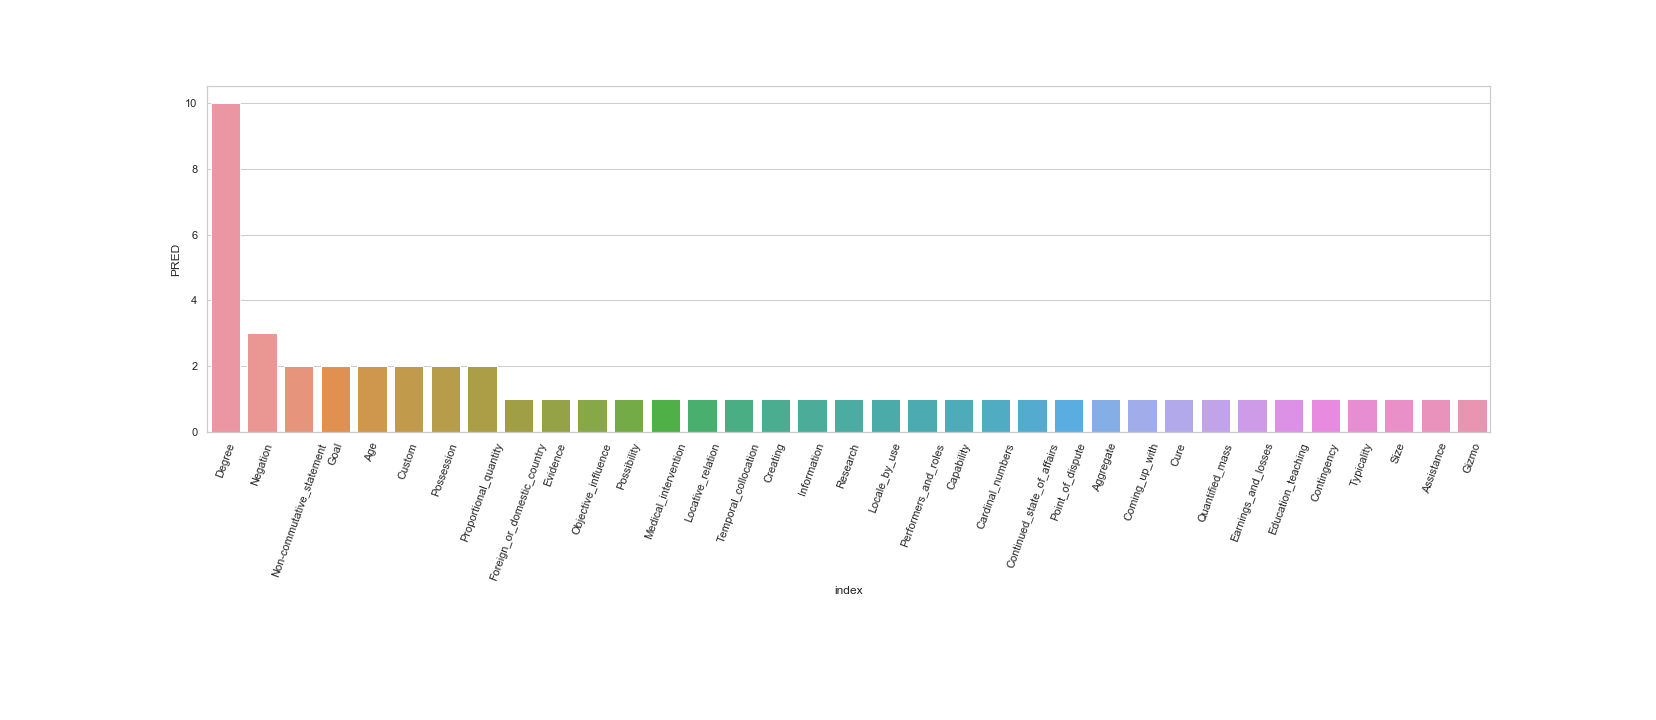 10
8
6
4
2
0
PRED
Degree
Negation
Non-commutative_statement
Goal
Age
Custom
Possession
Proportional_quantity
Foreign_or_domestic_country
Evidence
Objective_influence
Possibility
Medical_intervention
Locative_relation
Temporal_collocation
Creating
Information
Research
Locale_by_use
Performers_and_roles
Capability
Cardinal_numbers
Continued_state_of_affairs
Point_of_dispute
Aggregate
Coming_up_with
Cure
Quantified_mass
Earnings_and_losses
Education_teaching
Contingency
Typicality
Size
Assistance
Gizmo
index